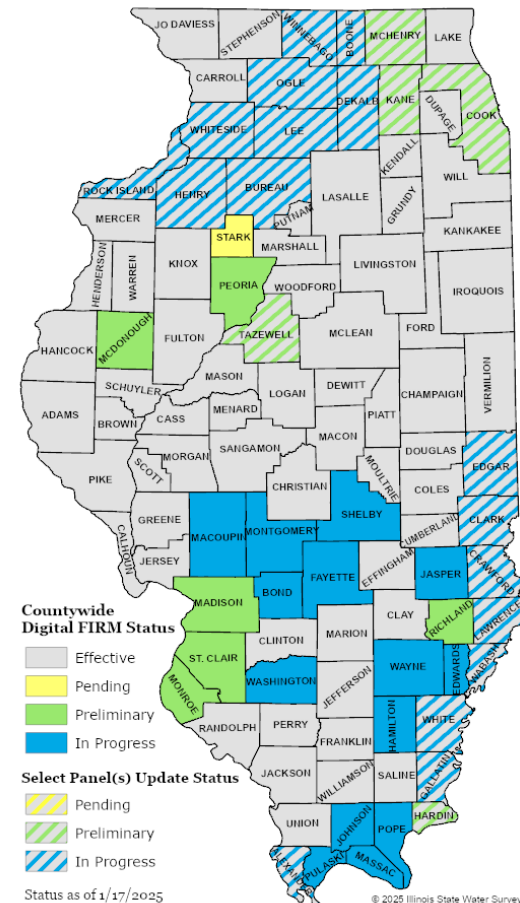 JO DAVIESS
STEPHENSON
WINNEBAGO
BOONE
MCHENRY
LAKE
CARROLL
OGLE
DEKALB
KANE
DUPAGE
COOK
WHITESIDE
LEE
KENDALL
WILL
ROCK ISLAND
HENRY
BUREAU
LASALLE
GRUNDY
MERCER
PUTNAM
KANKAKEE
STARK
MARSHALL
HENDERSON
WARREN
KNOX
PEORIA
LIVINGSTON
WOODFORD
IROQUOIS
MCDONOUGH
FULTON
TAZEWELL
MCLEAN
FORD
HANCOCK
SCHUYLER
MASON
LOGAN
DEWITT
CHAMPAIGN
VERMILION
ADAMS
BROWN
CASS
MENARD
PIATT
MACON
MORGAN
SANGAMON
DOUGLAS
EDGAR
PIKE
SCOTT
CHRISTIAN
MOULTRIE
COLES
GREENE
MACOUPIN
MONTGOMERY
SHELBY
CUMBERLAND
CLARK
CALHOUN
JERSEY
FAYETTE
EFFINGHAM
JASPER
CRAWFORD
MADISON
BOND
CLAY
RICHLAND
LAWRENCE
CLINTON
MARION
ST. CLAIR
WASHINGTON
WAYNE
EDWARDS
WABASH
MONROE
JEFFERSON
RANDOLPH
PERRY
HAMILTON
WHITE
FRANKLIN
JACKSON
WILLIAMSON
SALINE
GALLATIN
UNION
JOHNSON
POPE
HARDIN
ALEXANDER
PULASKI
MASSAC
Countywide
Digital FIRM Status
Effective
Pending
Preliminary
In Progress
Select Panel(s) Update Status
Pending
Preliminary
In Progress
Status as of 1/17/2025
© 2025 Illinois State Water Survey